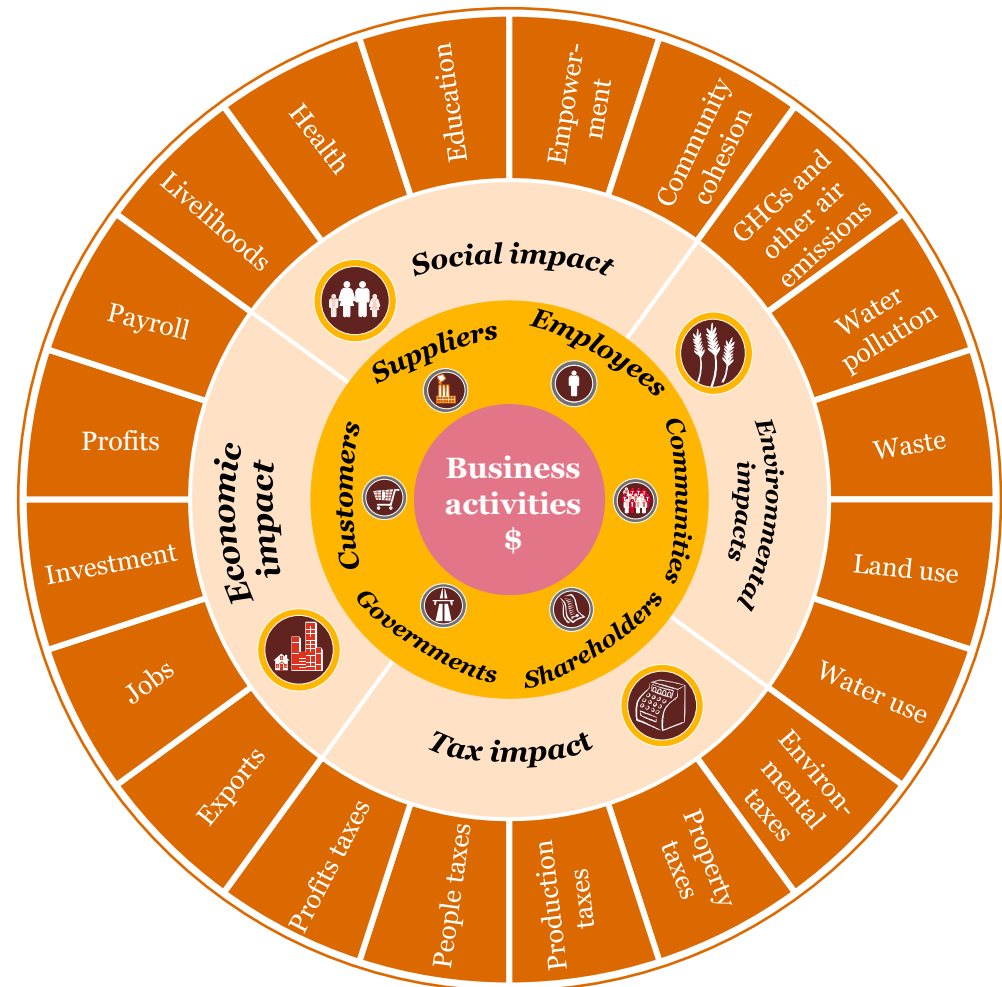 Business
activities
$
Suppliers
Employees
Communities
Shareholders
Governments
Customers
Social impact
Environmental
impacts
Tax impact
Economic
impact
Livelihoods
Health
Education
Empower-
ment
Community
cohesion
GHGs and
other air
emissions
Water
pollution
Waste
Land use
Water use
Environ-
mental
taxes
Property
taxes
Production
taxes
People taxes
Profits taxes
Exports
Jobs
Investment
Profits
Payroll